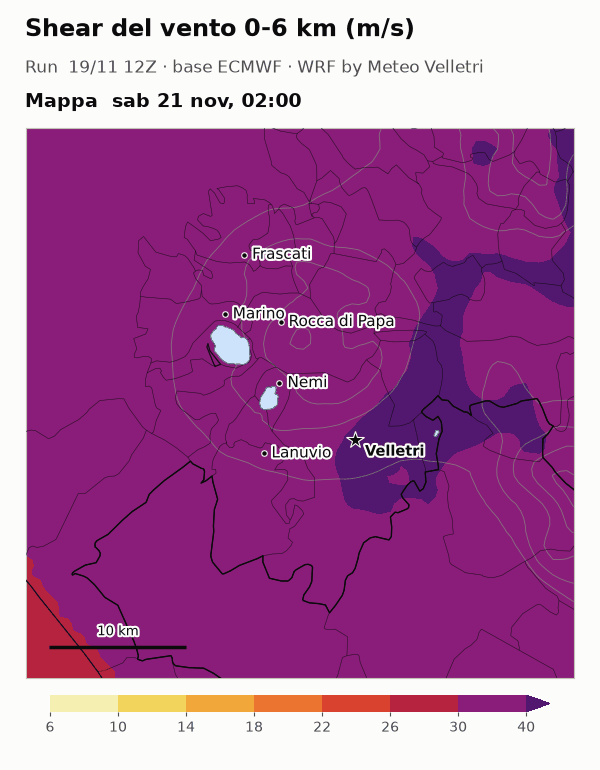 Shear del vento 0-6 km (m/s)
Run  19/11 12Z · base ECMWF · WRF by Meteo Velletri
Mappa  sab 21 nov, 02:00
Frascati
Marino
Rocca di Papa
Nemi
Velletri
Lanuvio
10 km
6 10 14 18 22 26 30 40